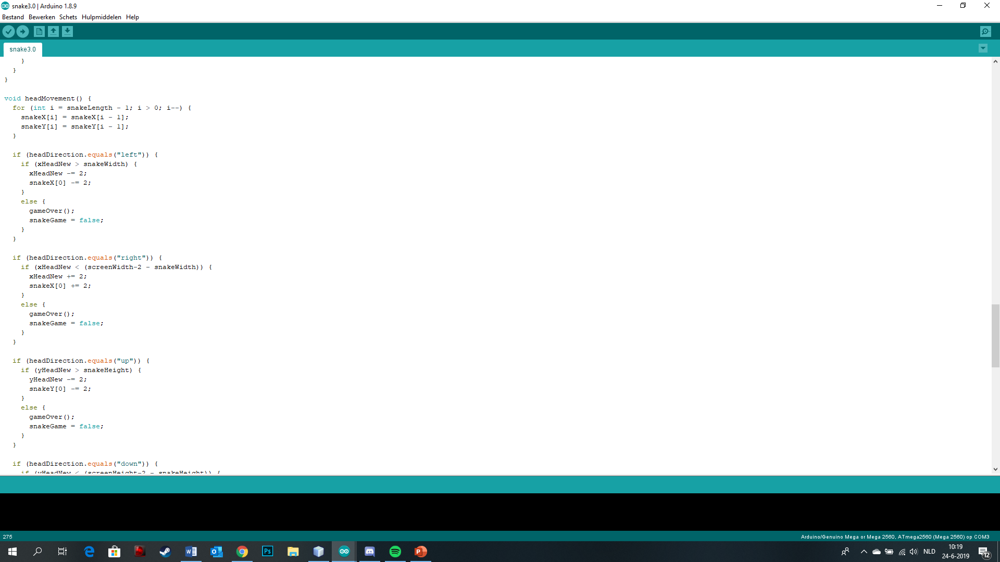 snake3.0 | Arduino 1.8.9
Bestand Bewerken Schets Hulpmiddelen Help
snake3.0
    }
  }
}
void headMovement() {
  for (int i = snakeLength - 1; i > 0; i--) {
    snakeX[i] = snakeX[i - 1];
    snakeY[i] = snakeY[i - 1];
  }
  if (headDirection.equals("left")) {
    if (xHeadNew > snakeWidth) {
      xHeadNew -= 2;
      snakeX[0] -= 2;
    }
    else {
      gameOver();
      snakeGame = false;
    }
  }
  if (headDirection.equals("right")) {
    if (xHeadNew < (screenWidth-2 - snakeWidth)) {
      xHeadNew += 2;
      snakeX[0] += 2;
    }
    else {
      gameOver();
      snakeGame = false;
    }
  }
  if (headDirection.equals("up")) {
    if (yHeadNew > snakeHeight) {
      yHeadNew -= 2;
      snakeY[0] -= 2;
    }
    else {
      gameOver();
      snakeGame = false;
    }
  }
  if (headDirection.equals("down")) {
    if (yHeadNew < (screenHeight-2 - snakeHeight)) {
275
Arduino/Genuino Mega or Mega 2560, ATmega2560 (Mega 2560) op COM3
Ps
NLD
10:19
24-6-2019
12